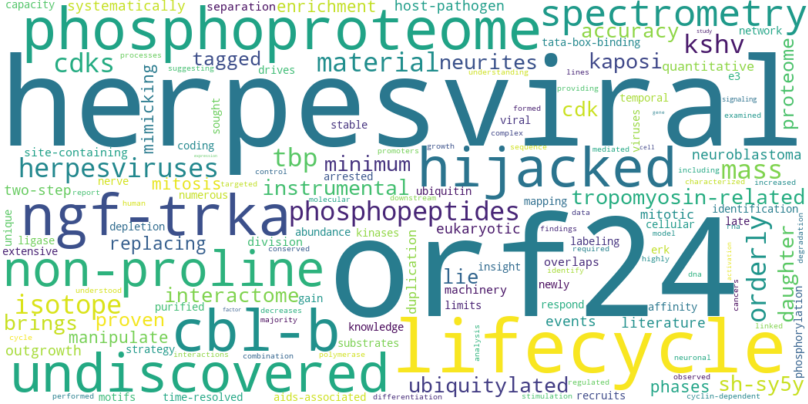 capacity systematically separation enrichment host-pathogen spectrometry
phosphoproteome tata-box-binding accuracy network
cdks tagged material neurites kaposi kshv quantitative processes study
drives suggesting understanding lines providing e3
herpesviral
mimicking sought coding stable viral formed complex cdk temporal viruses signaling gene proteome
site-containing tbp promoters growth sequence mediated cell examined
herpesviruses control arrested minimum hijacked neuroblastoma mass
two-step report nerve mitosis targeted instrumental molecular downstream ubiquitin including characterized increased
unique human numerous tropomyosin-related
ngf-trka phosphopeptides mapping data mitotic identification late
extensive ligase depletion division abundance kinases eukaryotic labeling findings cellular
replacing conserved overlaps required erk model rna degradation
non-proline duplication orf24 insight identify highly orderly daughter
lie machinery newly dna cancers
isotope interactome gain limits respond affinity phosphorylation
understood factor decreases purified
brings proven cbl-b majority knowledge events literature linked
cycle manipulate substrates lifecycle neuronal
outgrowth strategy interactions polymerase analysis regulated phases
undiscovered combination observed sh-sy5y
ubiquitylated recruits cyclin-dependent
performed motifs time-resolved aids-associated differentiation stimulation